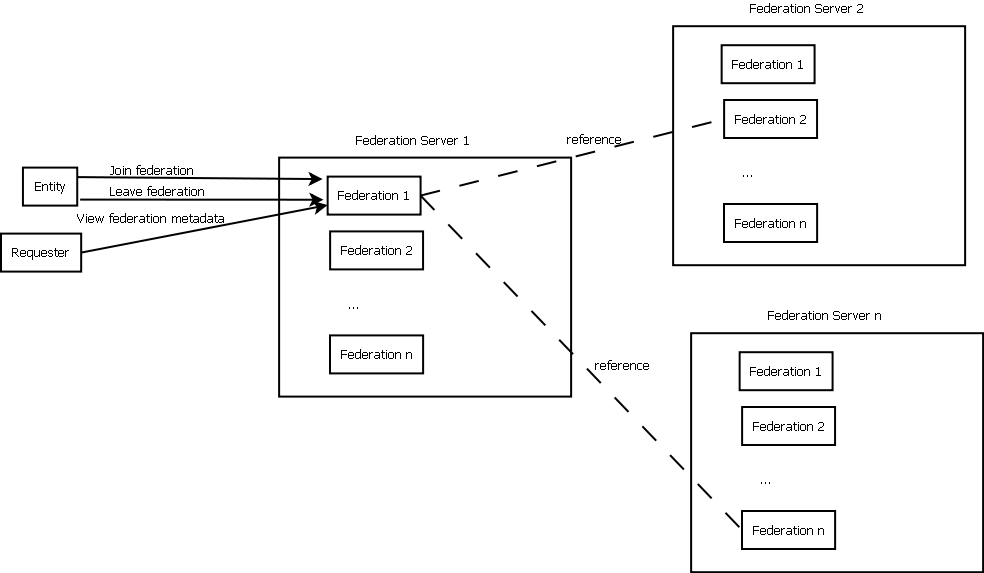 Federation Server 2
Federation 1
Federation 2
...
Federation n
reference
Federation Server 1
Entity
Join federation
Leave federation
View federation metadata
Requester
Federation 1
Federation 2
...
Federation n
reference
Federation Server n
Federation 1
Federation 2
...
Federation n